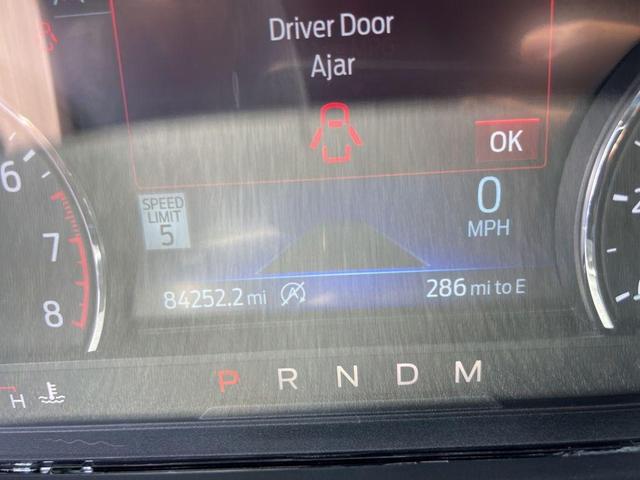 Driver Door
Ajar
OK
6
7
8
SPEED
LIMIT
5
0
MPH
84252.2 mi
286 mi to E
P R N D M
H